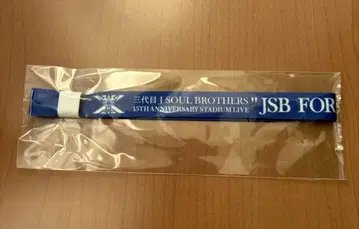 三代目 J SOUL BROTHERS
15TH ANNIVERSARY STADIUM LIVE
"JSB FOR